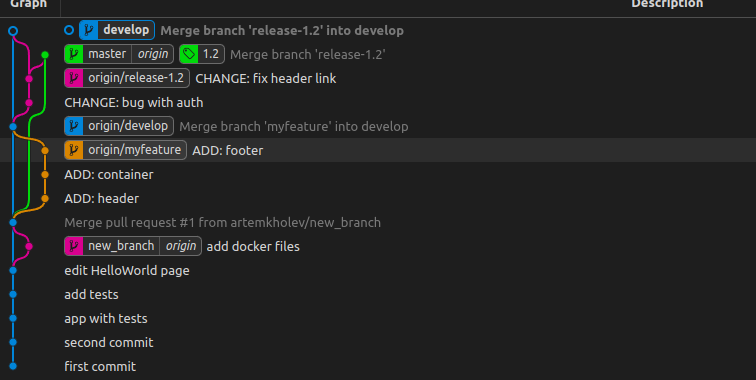 Graph Description
develop Merge branch 'release-1.2' into develop
master origin 1.2 Merge branch 'release-1.2'
origin/release-1.2 CHANGE: fix header link
CHANGE: bug with auth
origin/develop Merge branch 'myfeature' into develop
origin/myfeature ADD: footer
ADD: container
ADD: header
Merge pull request #1 from artemkholev/new_branch
new_branch origin add docker files
edit HelloWorld page
add tests
app with tests
second commit
first commit